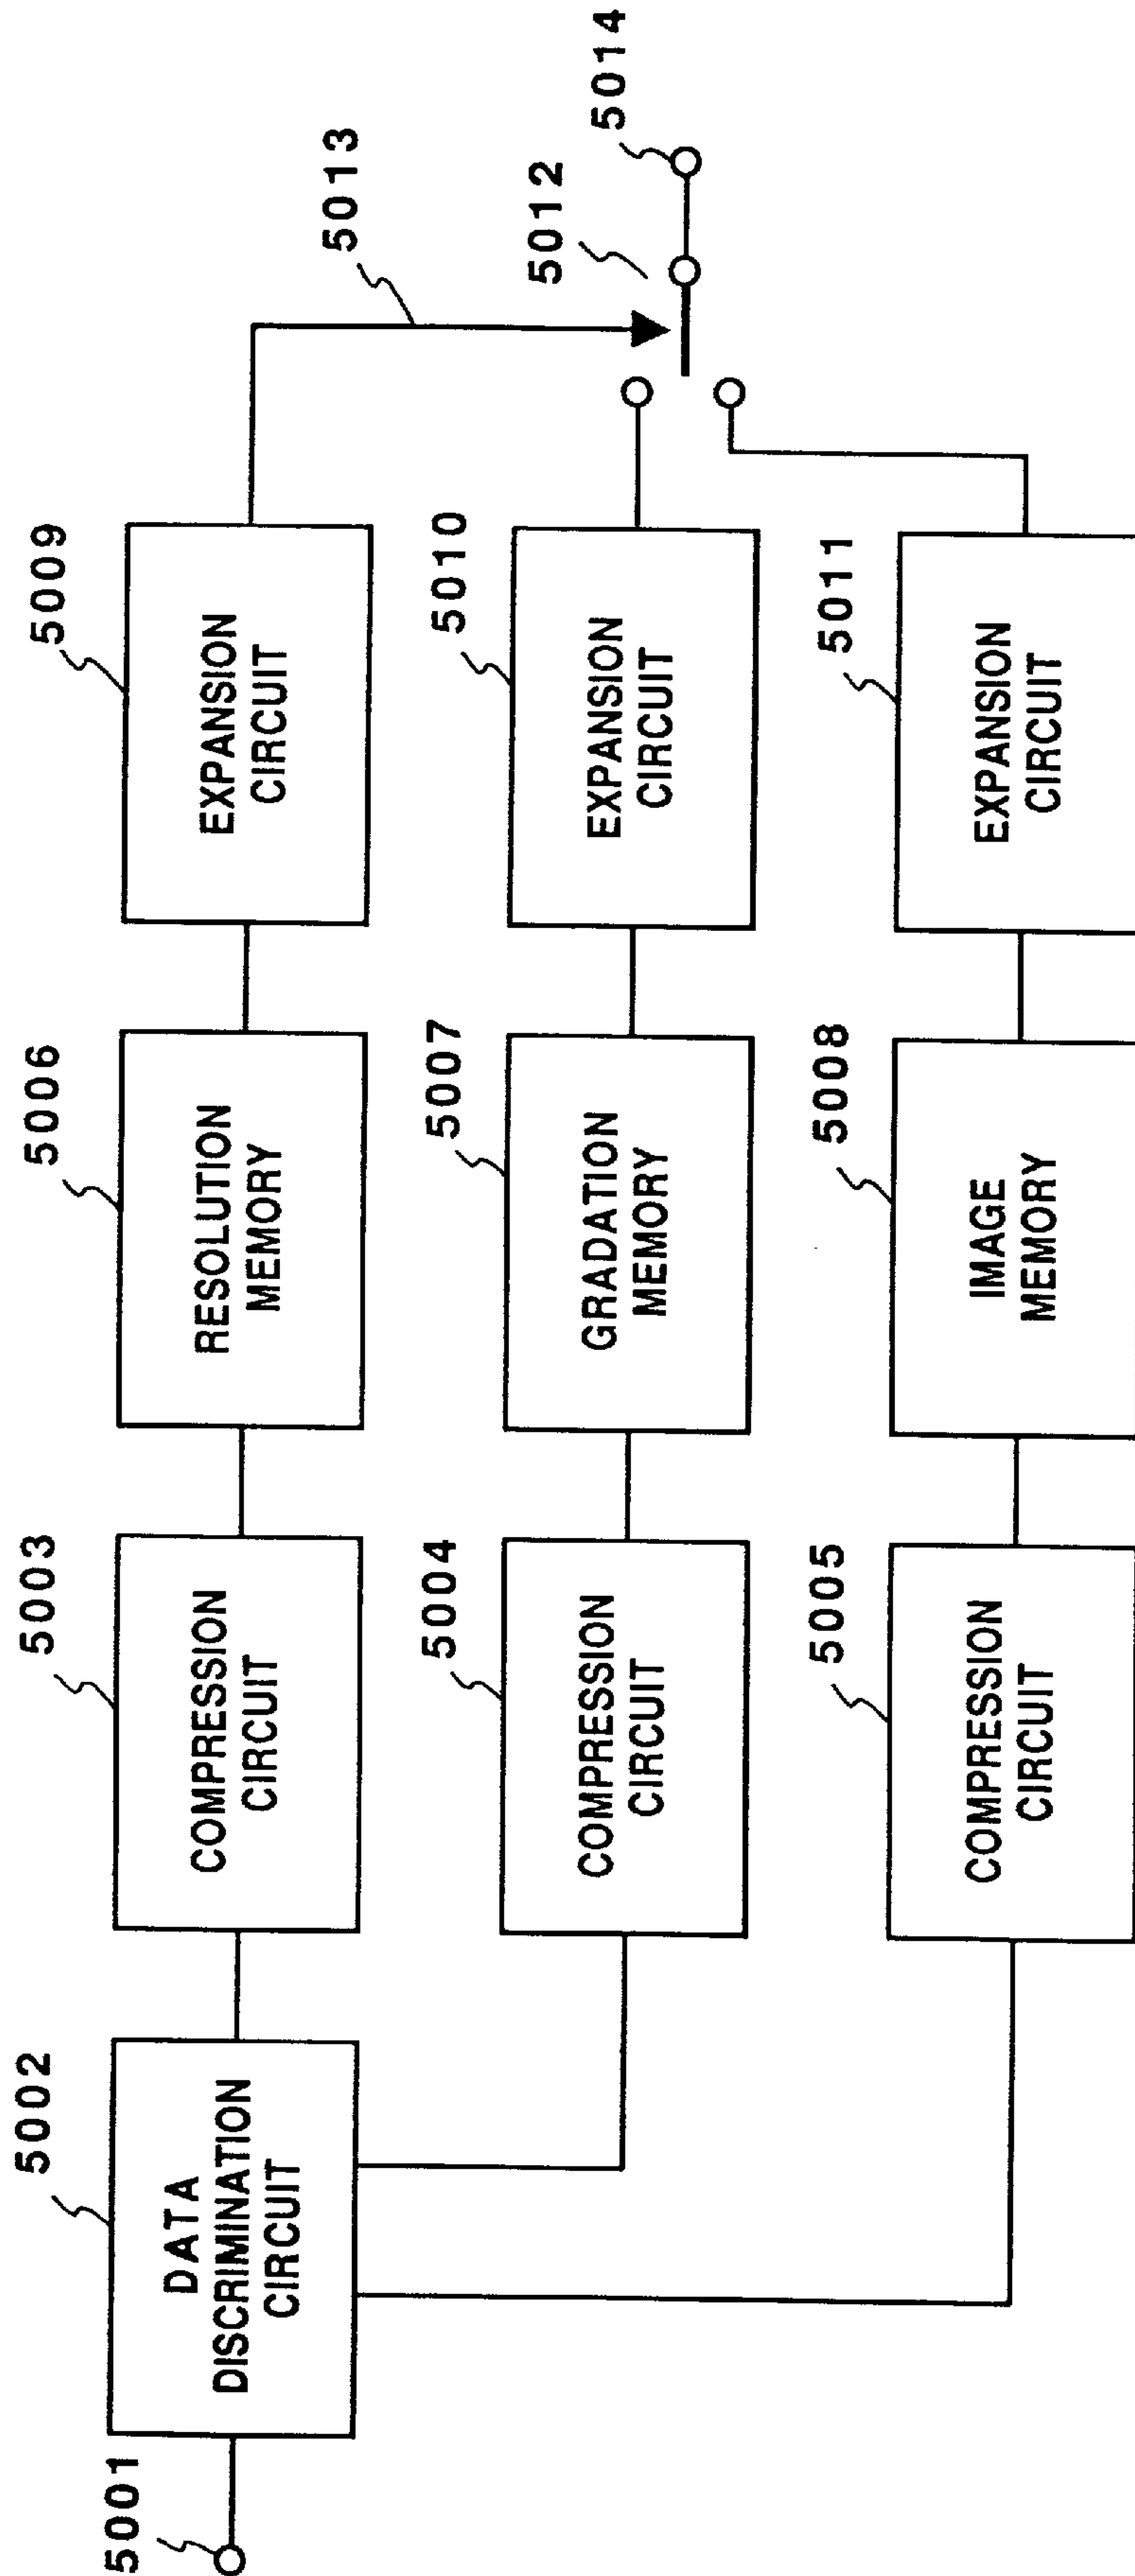 5001
5002
DATA
DISCRIMINATION
CIRCUIT
5003
COMPRESSION
CIRCUIT
5006
RESOLUTION
MEMORY
5009
EXPANSION
CIRCUIT
5013
5004
COMPRESSION
CIRCUIT
5007
GRADATION
MEMORY
5010
EXPANSION
CIRCUIT
5012
5014
5005
COMPRESSION
CIRCUIT
5008
IMAGE
MEMORY
5011
EXPANSION
CIRCUIT